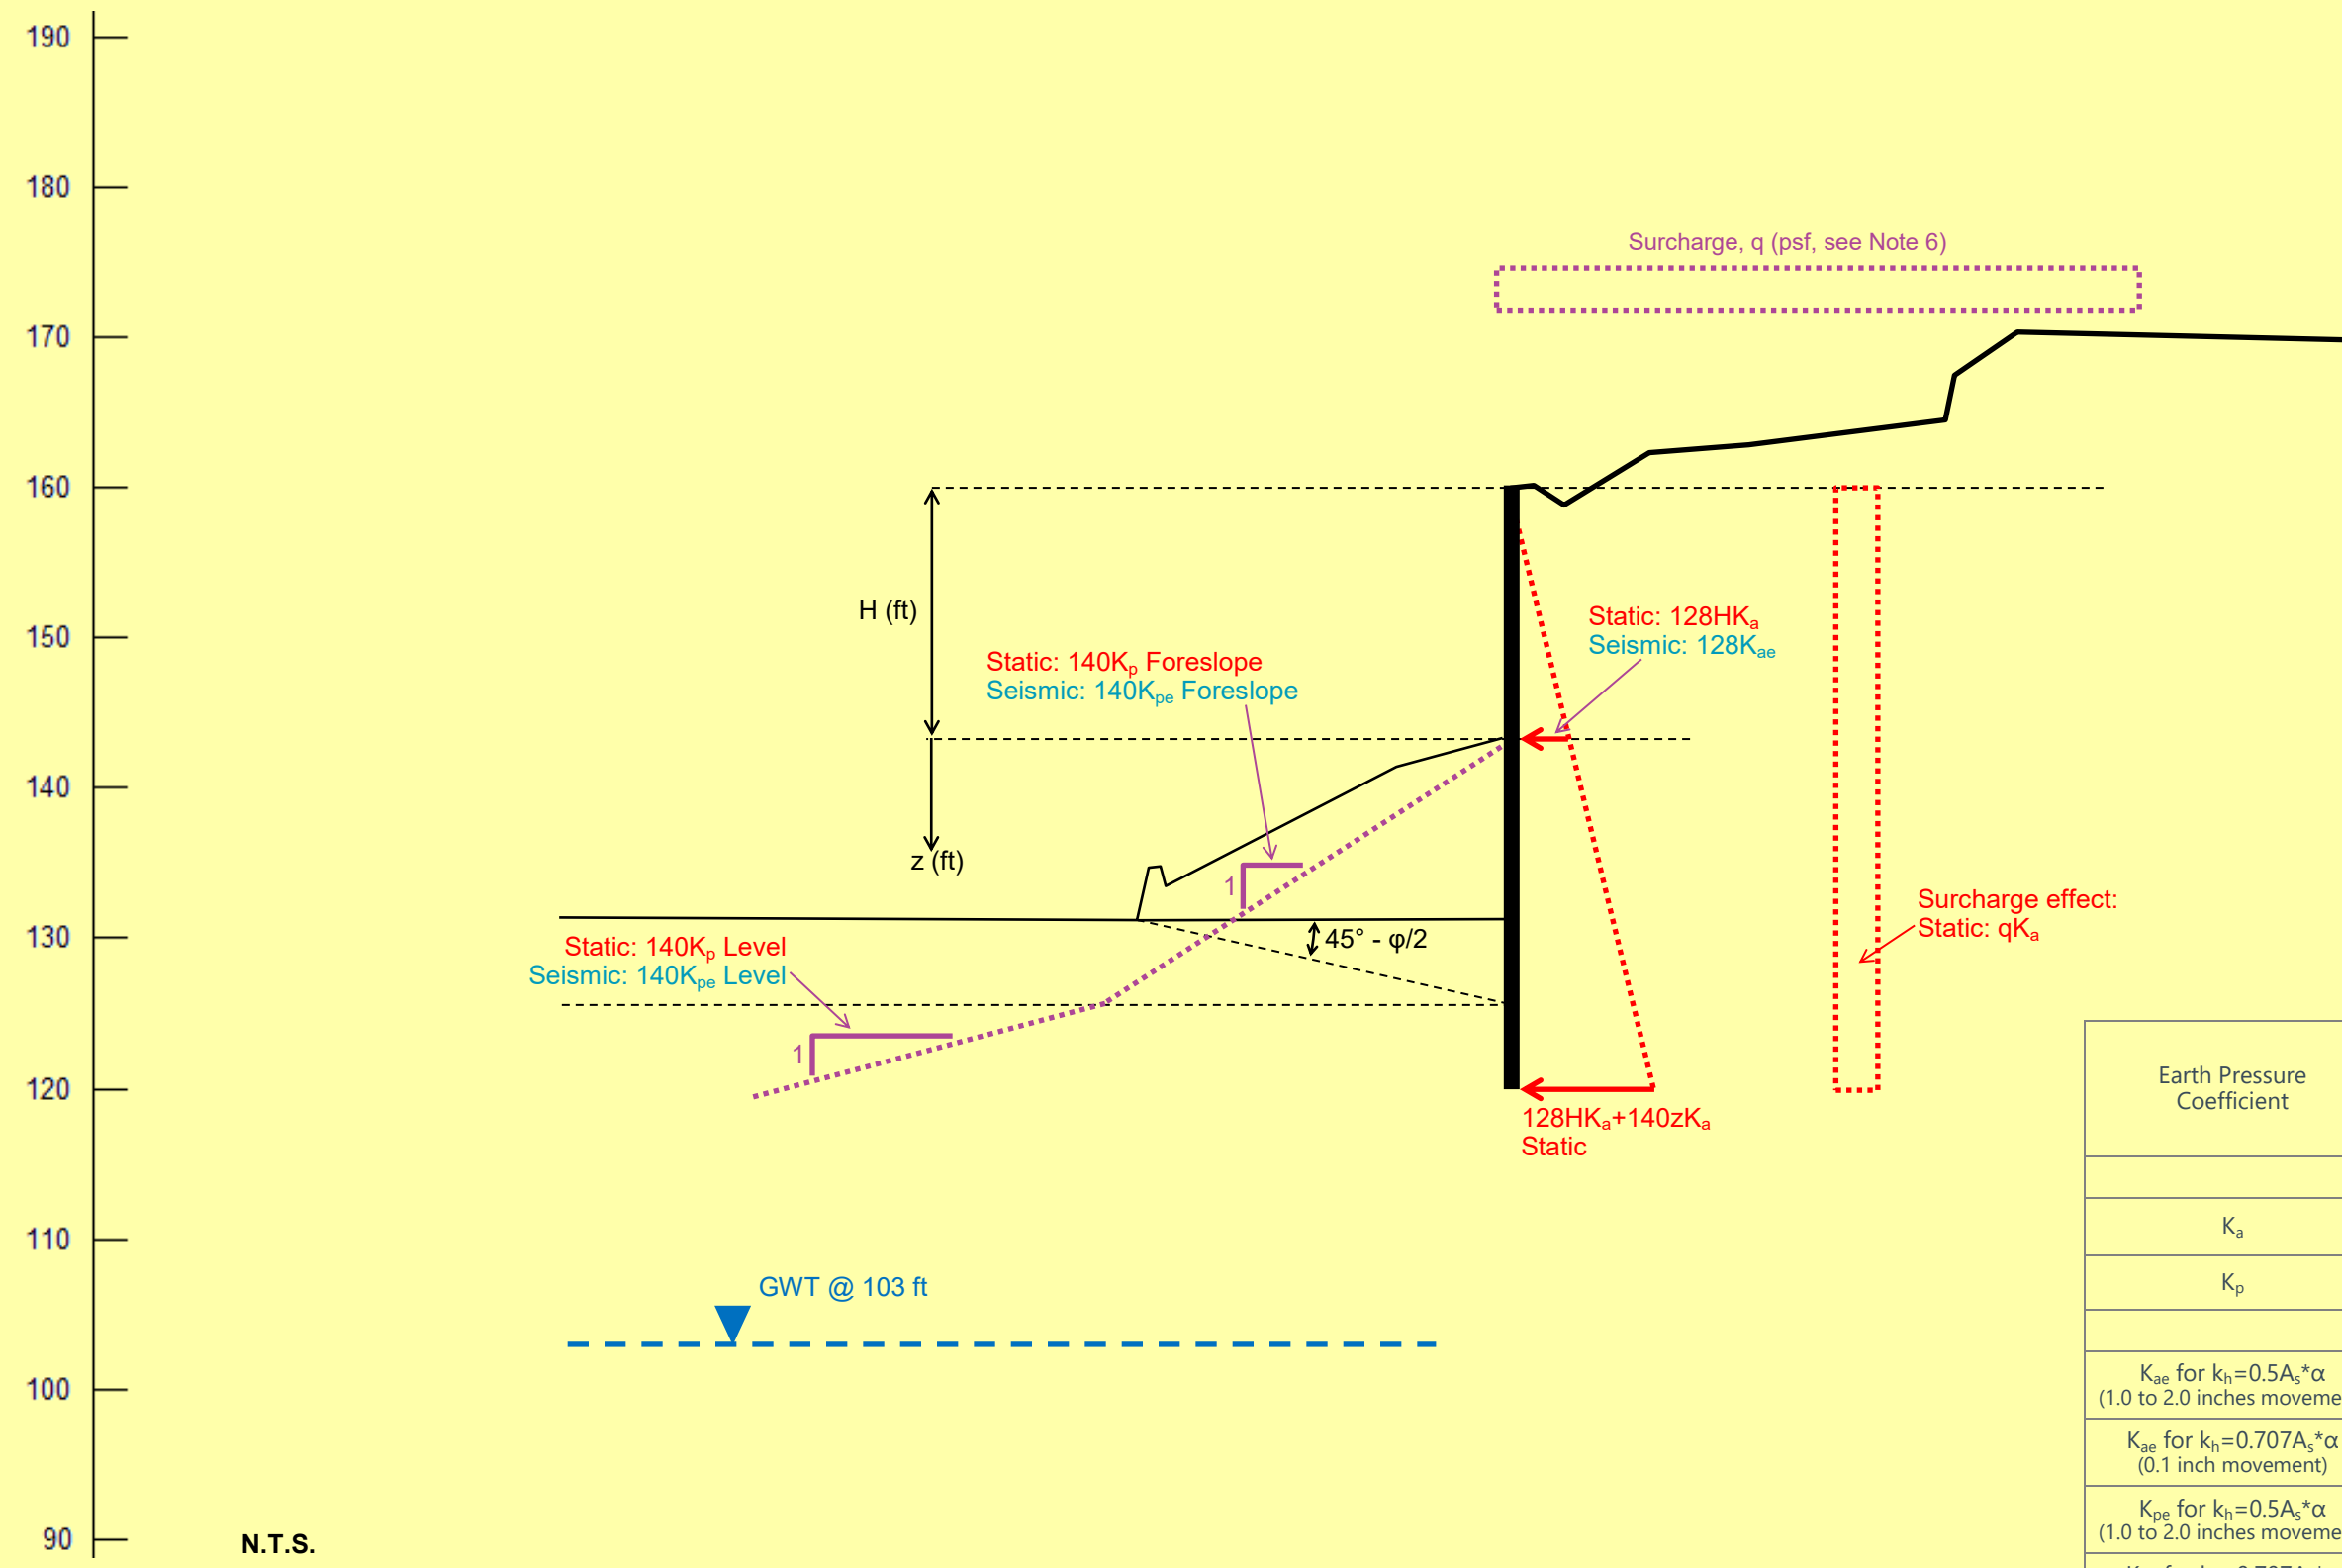 190
180
Surcharge, q (psf, see Note 6)
170
160
H (ft)
150
Static: 128HKa
Seismic: 128Kae
Static: 140Kp Foreslope
Seismic: 140Kpe Foreslope
140
z (ft)
1
130
45° - φ/2
Surcharge effect:
Static: qKa
Static: 140Kp Level
Seismic: 140Kpe Level
1
120
128HKa+140zKa
Static
Earth Pressure
Coefficient
110
Ka
Kp
GWT @ 103 ft
100
Kae for kh=0.5As*α
(1.0 to 2.0 inches moveme
Kae for kh=0.707As*α
(0.1 inch movement)
Kpe for kh=0.5As*α
(1.0 to 2.0 inches moveme
90
N.T.S.